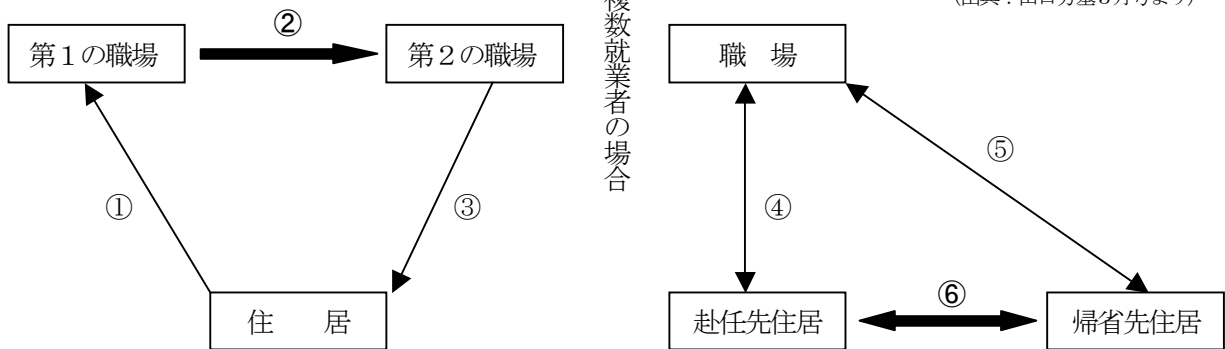 ②
第１の職場
第２の職場
①
③
住　　居
複数就業者の場合
職　場
④
⑤
赴任先住居
⑥
帰省先住居